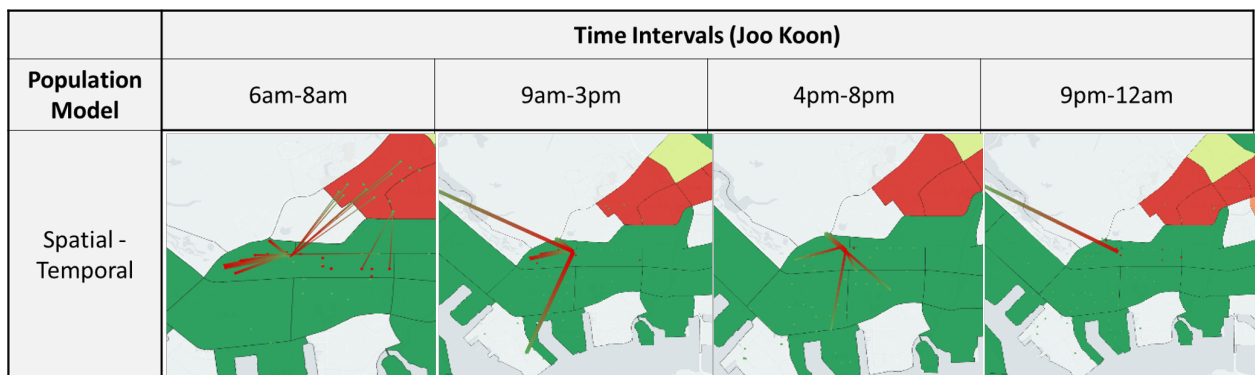 Time Intervals (Joo Koon)
Population
Model
6am-8am
9am-3pm
4pm-8pm
9pm-12am
Spatial -
Temporal